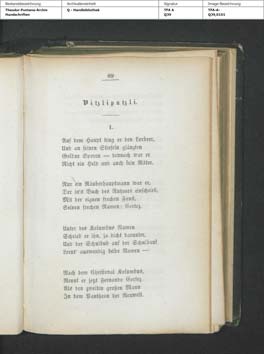 Bestandsbezeichnung
Theodor-Fontane-Archiv
Handschriften
Archivalieneinheit
Q - Handbibliothek
Signatur
TFA A
Q39
Image-Bezeichnung
TFA-A-
Q39_0101
69
Vitzliputzli.
I.
Auf dem Haupt trug er den Lorbeer,
Und an seinen Stiefeln glänzten
Goldne Sporen — dennoch war er
Nicht ein Held und auch kein Ritter.
Nur ein Räuberhauptmann war er,
Der in's Buch des Ruhmes einschrieb,
Mit der eignen frechen Faust,
Seinen frechen Namen: Cortez.
Unter des Kolumbus Namen
Schrieb er ihn, ja dicht darunter,
Und der Schulbub auf der Schulbank
Lernt auswendig beide Namen —
Nach dem Christoval Kolumbus,
Nennt er jetzt Fernando Cortez
Als den zweiten großen Mann
In dem Pantheon der Neuwelt.